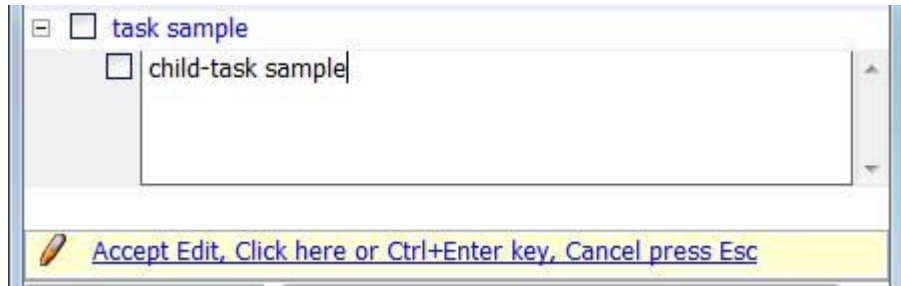 task sample
child-task sample
Accept Edit, Click here or Ctrl+Enter key, Cancel press Esc